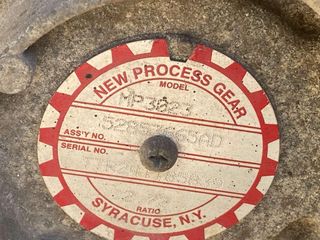 NEW PROCESS GEAR
MODEL
MP3023
ASS'Y NO.
SERIAL NO.
RATIO
SYRACUSE, N.Y.